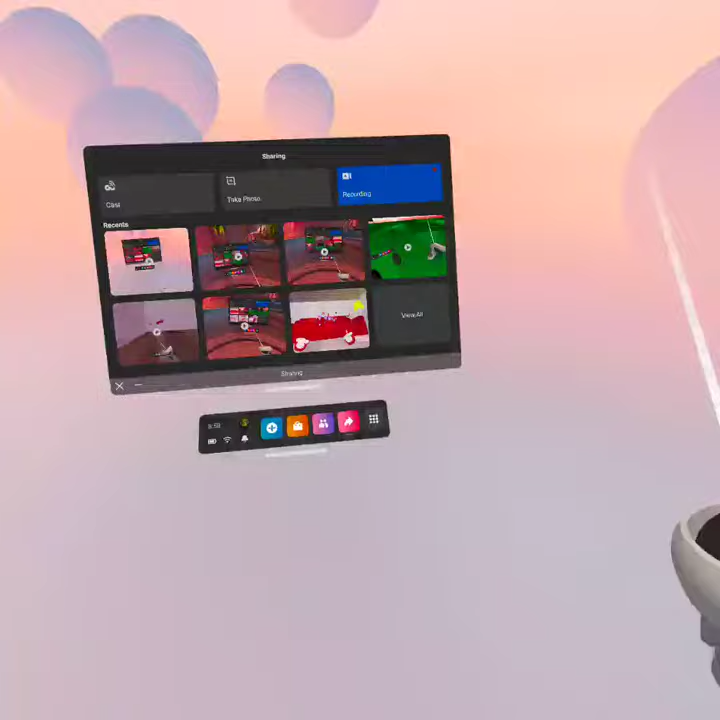 Sharing
Cast
Take Photo
Recording
Recents
View All
Sharing